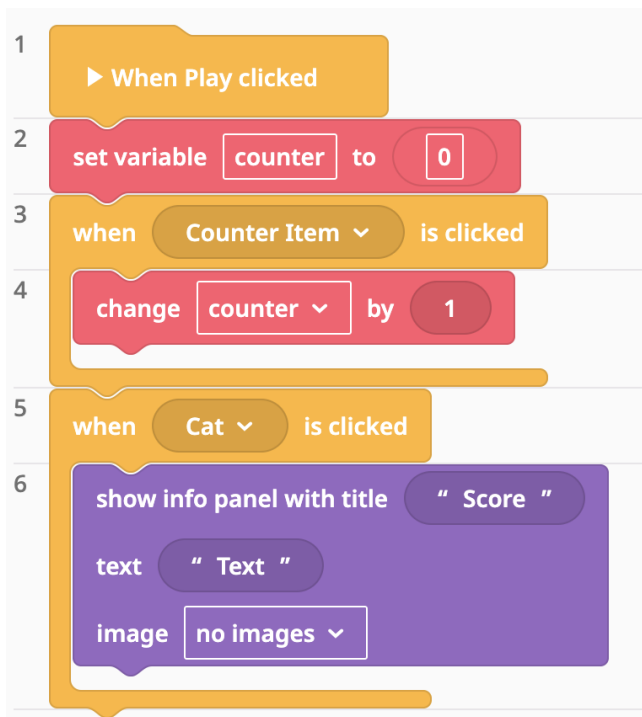 1
When Play clicked
2
set variable counter to 0
3
when Counter Item is clicked
4
change counter by 1
5
when Cat is clicked
6
show info panel with title “ Score ”
text “ Text ”
image no images